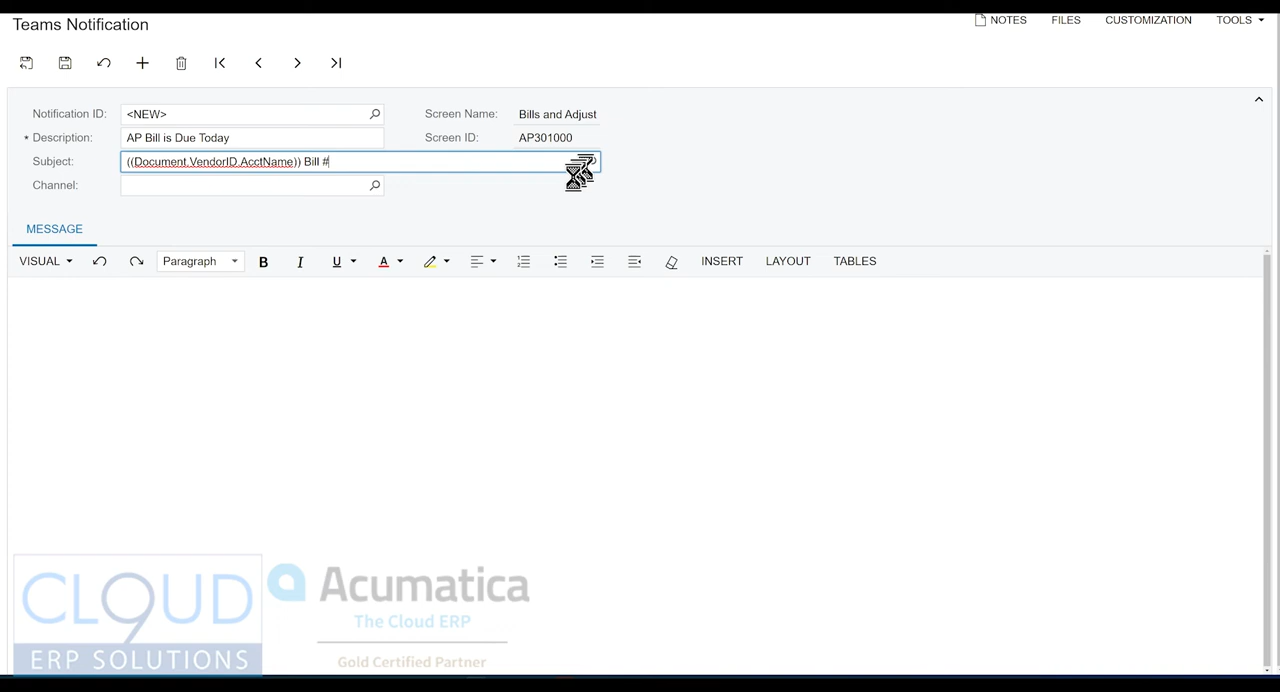 Teams Notification
NOTES FILES CUSTOMIZATION TOOLS
Notification ID: <NEW> Screen Name: Bills and Adjust
* Description: AP Bill is Due Today Screen ID: AP301000
Subject: ((Document.VendorID.AcctName)) Bill #
Channel:
MESSAGE
VISUAL Paragraph B I U A INSERT LAYOUT TABLES
CLOUD9
ERP SOLUTIONS
Acumatica
The Cloud ERP
Gold Certified Partner